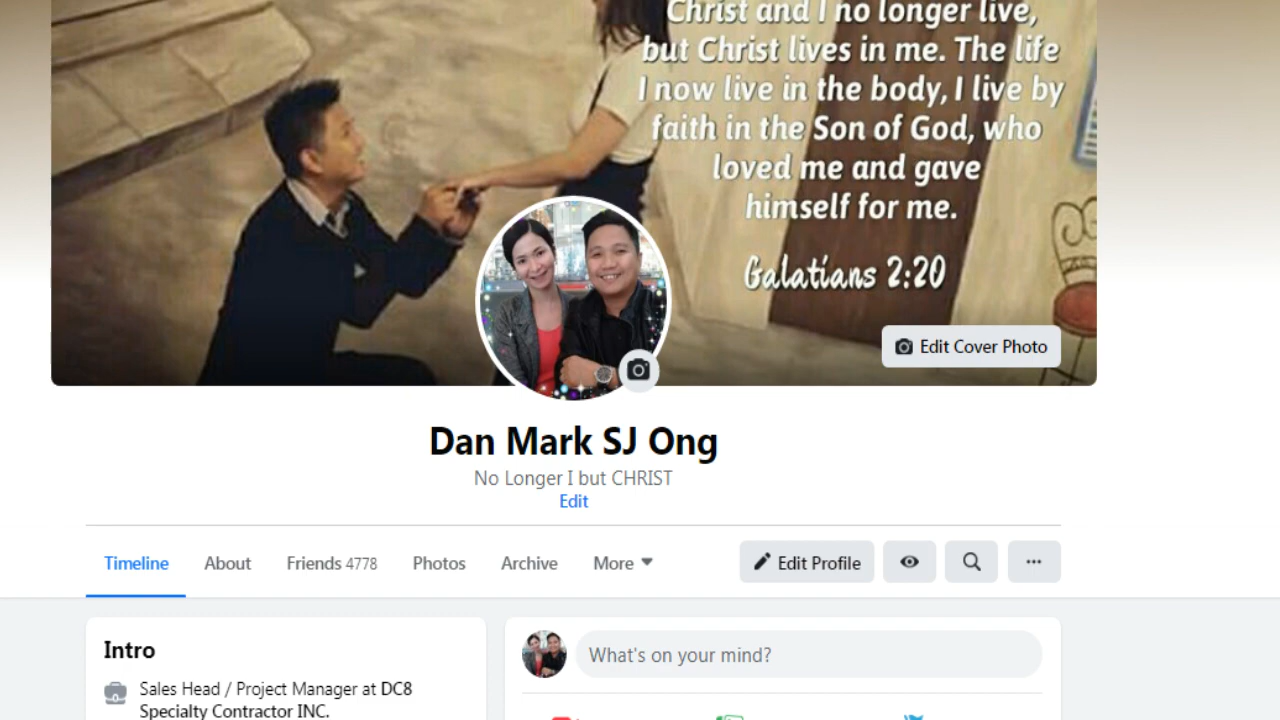 Christ and I no longer live,
but Christ lives in me. The life
I now live in the body, I live by
faith in the Son of God, who
loved me and gave
himself for me.
Galatians 2:20
Edit Cover Photo
Dan Mark SJ Ong
No Longer I but CHRIST
Edit
Timeline About Friends 4778 Photos Archive More Edit Profile ...
Intro
What's on your mind?
Sales Head / Project Manager at DC8
Specialty Contractor INC.